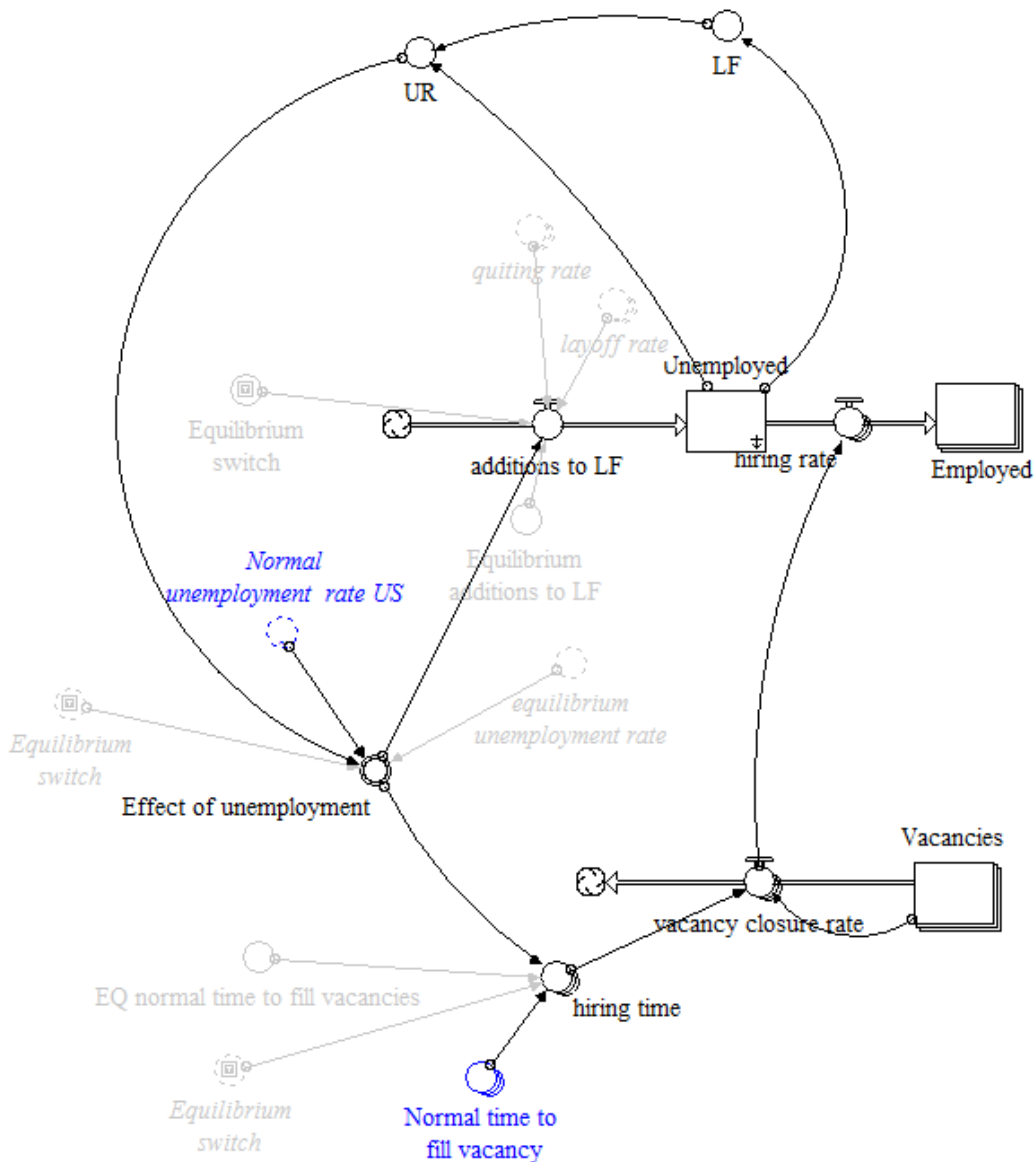 LF
UR
quiting rate
layoff rate
Unemployed
Equilibrium
switch
additions to LF
hiring rate
Employed
Equilibrium
additions to LF
Normal
unemployment rate US
equilibrium
unemployment rate
Equilibrium
switch
Effect of unemployment
Vacancies
vacancy closure rate
EQ normal time to fill vacancies
hiring time
Equilibrium
switch
Normal time to
fill vacancy